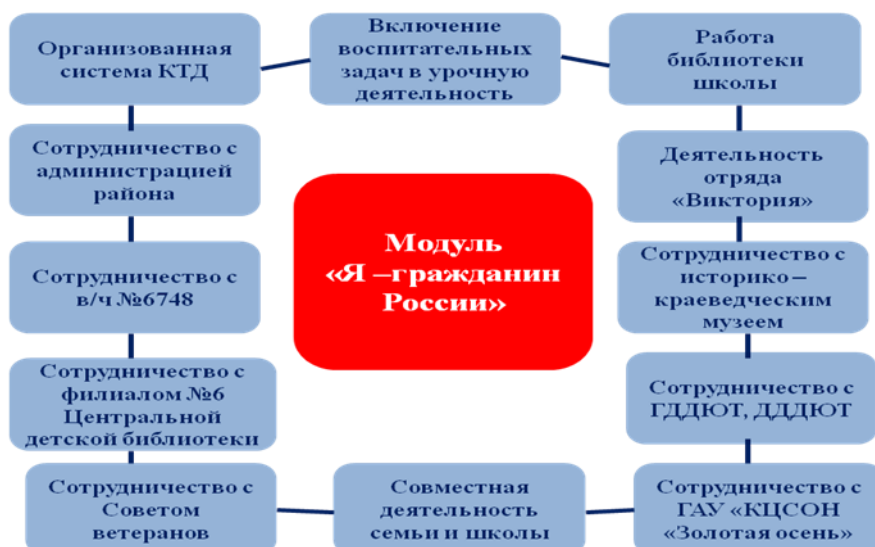 Организованная
система КТД
Включение
воспитательных
задач в урочную
деятельность
Работа
библиотеки
школы
Сотрудничество с
администрацией
района
Деятельность
отряда
«Виктория»
Модуль
«Я –гражданин
России»
Сотрудничество с
в/ч №6748
Сотрудничество с
историко –
краеведческим
музеем
Сотрудничество с
филиалом №6
Центральной
детской библиотеки
Сотрудничество с
ГДДЮТ, ДДДЮТ
Сотрудничество с
Советом
ветеранов
Совместная
деятельность
семьи и школы
Сотрудничество с
ГАУ «КЦСОН
«Золотая осень»